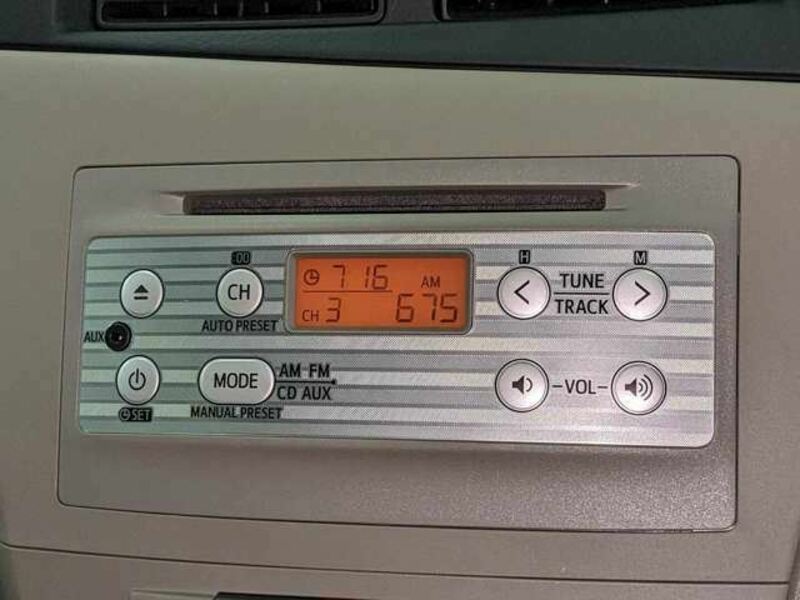 :00
H
M
7 16
AM
CH 3
675
CH
TUNE
TRACK
AUTO PRESET
AUX
MODE
AM FM
CD AUX
VOL
SET
MANUAL PRESET